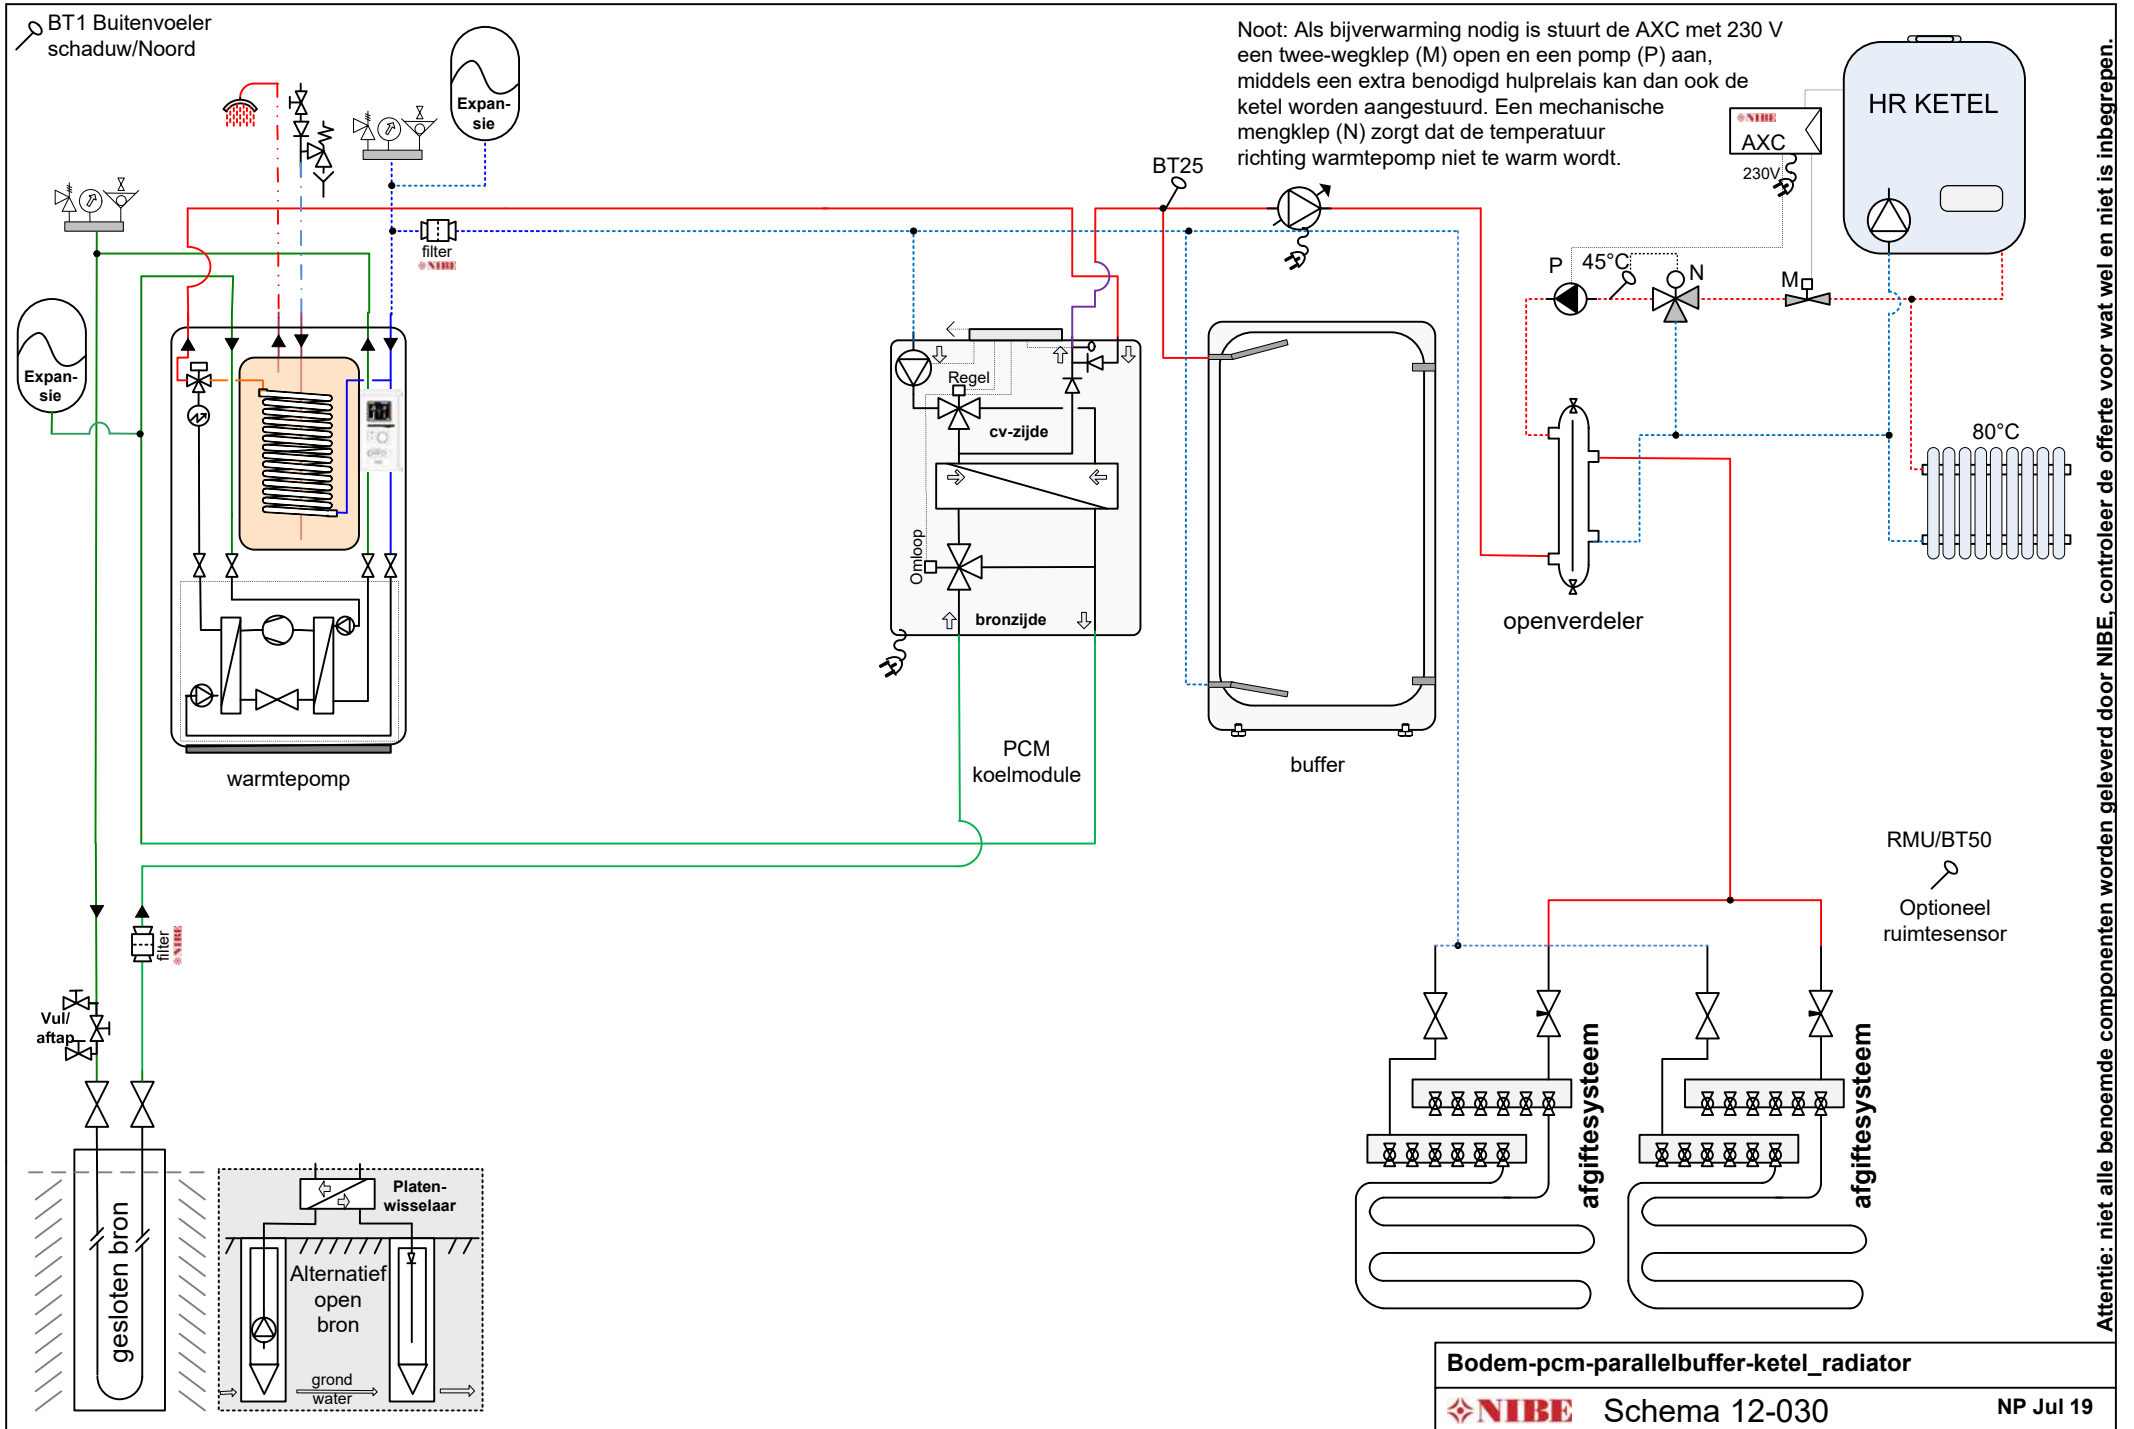 BT1 Buitenvoeler
schaduw/Noord
Expan-
sie
Noot: Als bijverwarming nodig is stuurt de AXC met 230 V
een twee-wegklep (M) open en een pomp (P) aan,
middels een extra benodigd hulprelais kan dan ook de
ketel worden aangestuurd. Een mechanische
mengklep (N) zorgt dat de temperatuur
richting warmtepomp niet te warm wordt.
HR KETEL
NIBE
AXC
230V
BT25
filter
NIBE
P
45°C
N
M
Expan-
sie
Regel
cv-zijde
Omloop
bronzijde
80°C
openverdeler
warmtepomp
PCM
koelmodule
buffer
RMU/BT50
Optioneel
ruimtesensor
filter
NIBE
Vul/
aftap
afgiftesysteem
afgiftesysteem
gesloten bron
Platen-
wisselaar
Alternatief
open
bron
grond
water
Attentie: niet alle benoemde componenten worden geleverd door NIBE, controleer de offerte voor wat wel en niet is inbegrepen.
Bodem-pcm-parallelbuffer-ketel_radiator
NIBE Schema 12-030 NP Jul 19